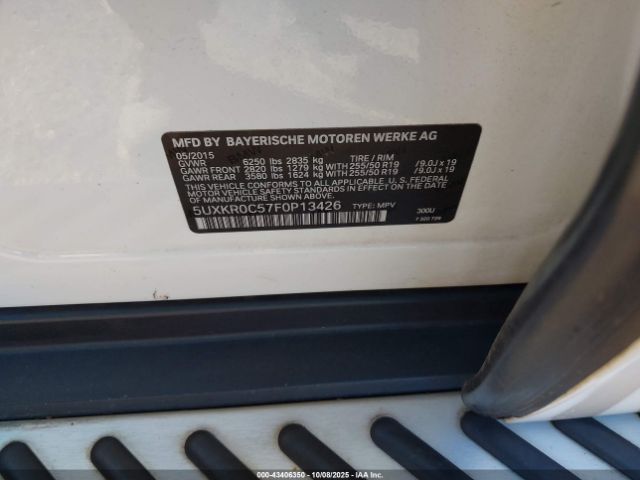 MFD BY BAYERISCHE MOTOREN WERKE AG
05/2015
GVWR 6250 lbs 2835 kg TIRE / RIM
GAWR FRONT 2820 lbs 1279 kg WITH 255/50 R19 / 9.0J x 19
GAWR REAR 3580 lbs 1624 kg WITH 255/50 R19 / 9.0J x 19
THIS VEHICLE CONFORMS TO ALL APPLICABLE U.S. FEDERAL
MOTOR VEHICLE SAFETY STANDARDS IN EFFECT ON THE DATE
OF MANUFACTURE SHOWN ABOVE.
5UXKR0C57F0P13426 TYPE: MPV 300U
000-43406350 10/08/2025 - IAA Inc.